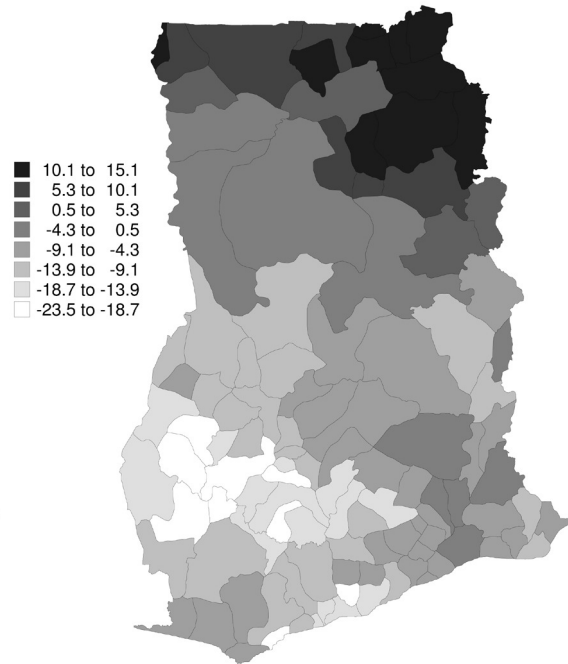 10.1 to 15.1
5.3 to 10.1
0.5 to 5.3
-4.3 to 0.5
-9.1 to -4.3
-13.9 to -9.1
-18.7 to -13.9
-23.5 to -18.7